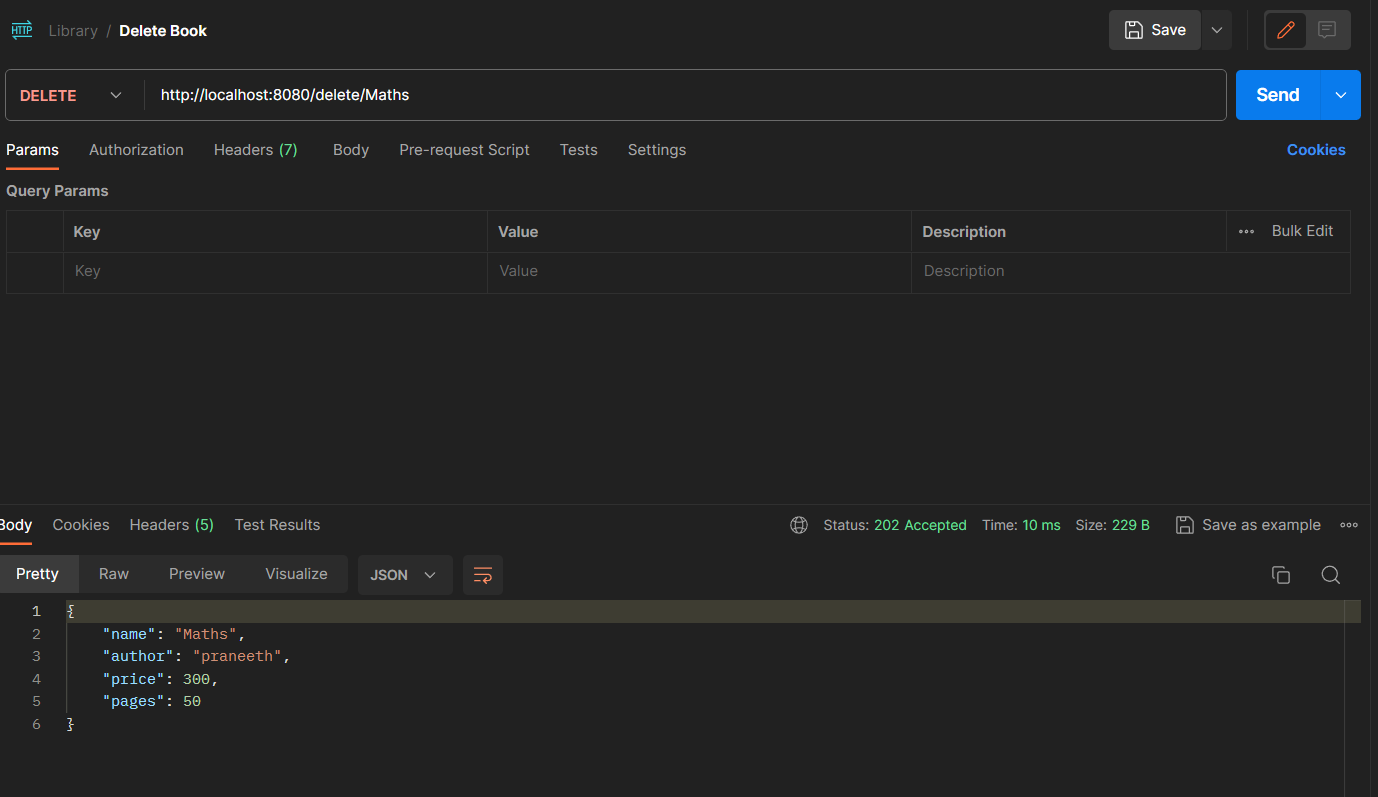 HTTP Library / Delete Book Save
DELETE http://localhost:8080/delete/Maths Send
Params Authorization Headers (7) Body Pre-request Script Tests Settings Cookies
Query Params
Key Value Description ••• Bulk Edit
Key Value Description
Body Cookies Headers (5) Test Results Status: 202 Accepted Time: 10 ms Size: 229 B Save as example
Pretty Raw Preview Visualize JSON
1 {
2 "name": "Maths",
3 "author": "praneeth",
4 "price": 300,
5 "pages": 50
6 }